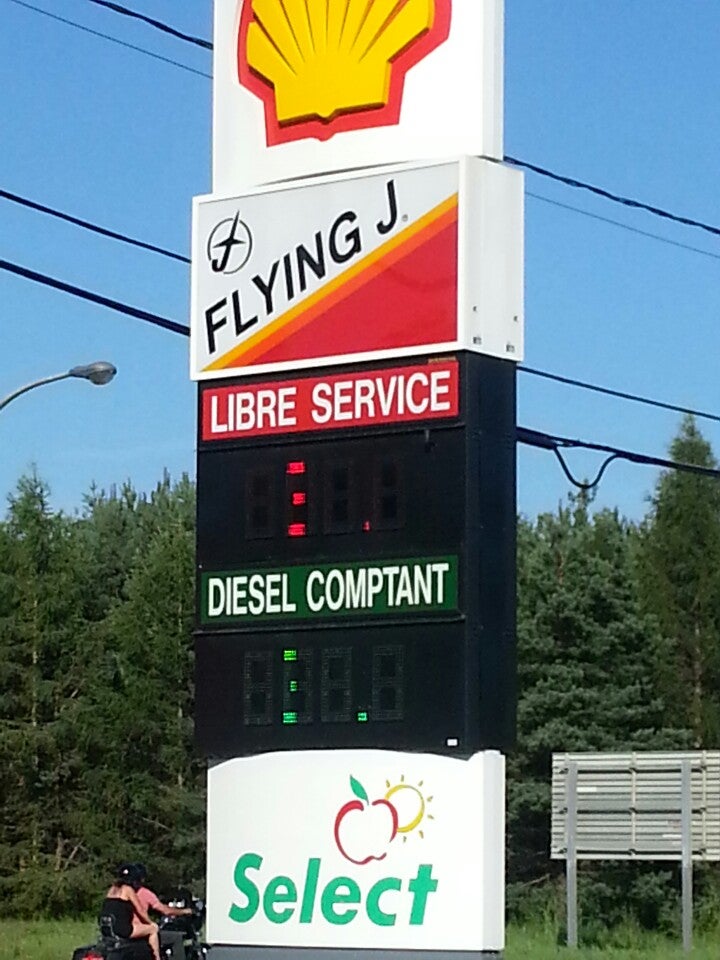 FLYING J.
LIBRE SERVICE
DIESEL COMPTANT
Select